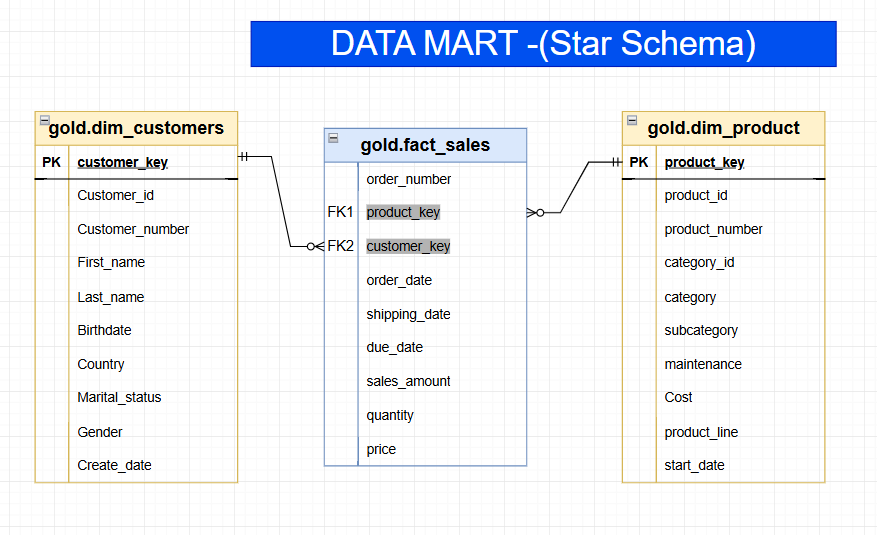 DATA MART -(Star Schema)
gold.dim_customers
PK customer_key
Customer_id
Customer_number
First_name
Last_name
Birthdate
Country
Marital_status
Gender
Create_date
gold.fact_sales
order_number
FK1 product_key
FK2 customer_key
order_date
shipping_date
due_date
sales_amount
quantity
price
gold.dim_product
PK product_key
product_id
product_number
category_id
category
subcategory
maintenance
Cost
product_line
start_date